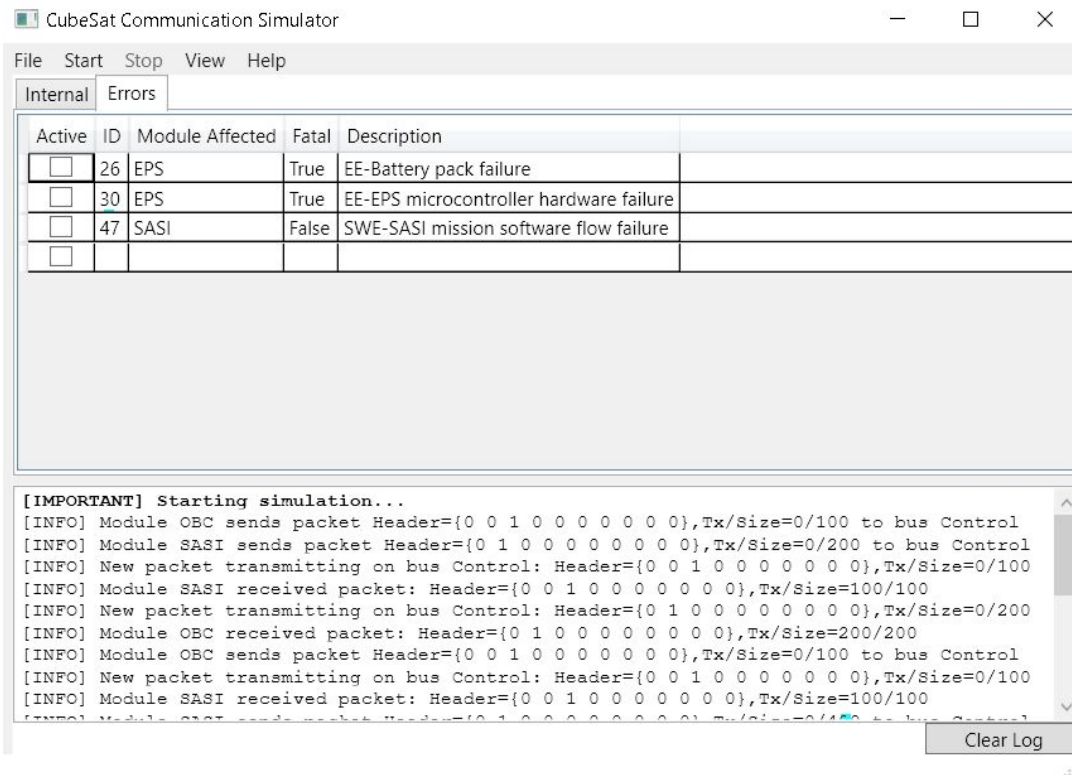 CubeSat Communication Simulator
File Start Stop View Help
Internal Errors
Active ID Module Affected Fatal Description
26 EPS True EE-Battery pack failure
30 EPS True EE-EPS microcontroller hardware failure
47 SASI False SWE-SASI mission software flow failure
[IMPORTANT] Starting simulation...
[INFO] Module OBC sends packet Header={0 0 1 0 0 0 0 0 0 0},Tx/Size=0/100 to bus Control
[INFO] Module SASI sends packet Header={0 1 0 0 0 0 0 0 0 0},Tx/Size=0/200 to bus Control
[INFO] New packet transmitting on bus Control: Header={0 0 1 0 0 0 0 0 0 0},Tx/Size=0/100
[INFO] Module SASI received packet: Header={0 0 1 0 0 0 0 0 0 0},Tx/Size=100/100
[INFO] New packet transmitting on bus Control: Header={0 1 0 0 0 0 0 0 0 0},Tx/Size=0/200
[INFO] Module OBC received packet: Header={0 1 0 0 0 0 0 0 0 0},Tx/Size=200/200
[INFO] Module OBC sends packet Header={0 0 1 0 0 0 0 0 0 0},Tx/Size=0/100 to bus Control
[INFO] New packet transmitting on bus Control: Header={0 0 1 0 0 0 0 0 0 0},Tx/Size=0/100
[INFO] Module SASI received packet: Header={0 0 1 0 0 0 0 0 0 0},Tx/Size=100/100
Clear Log